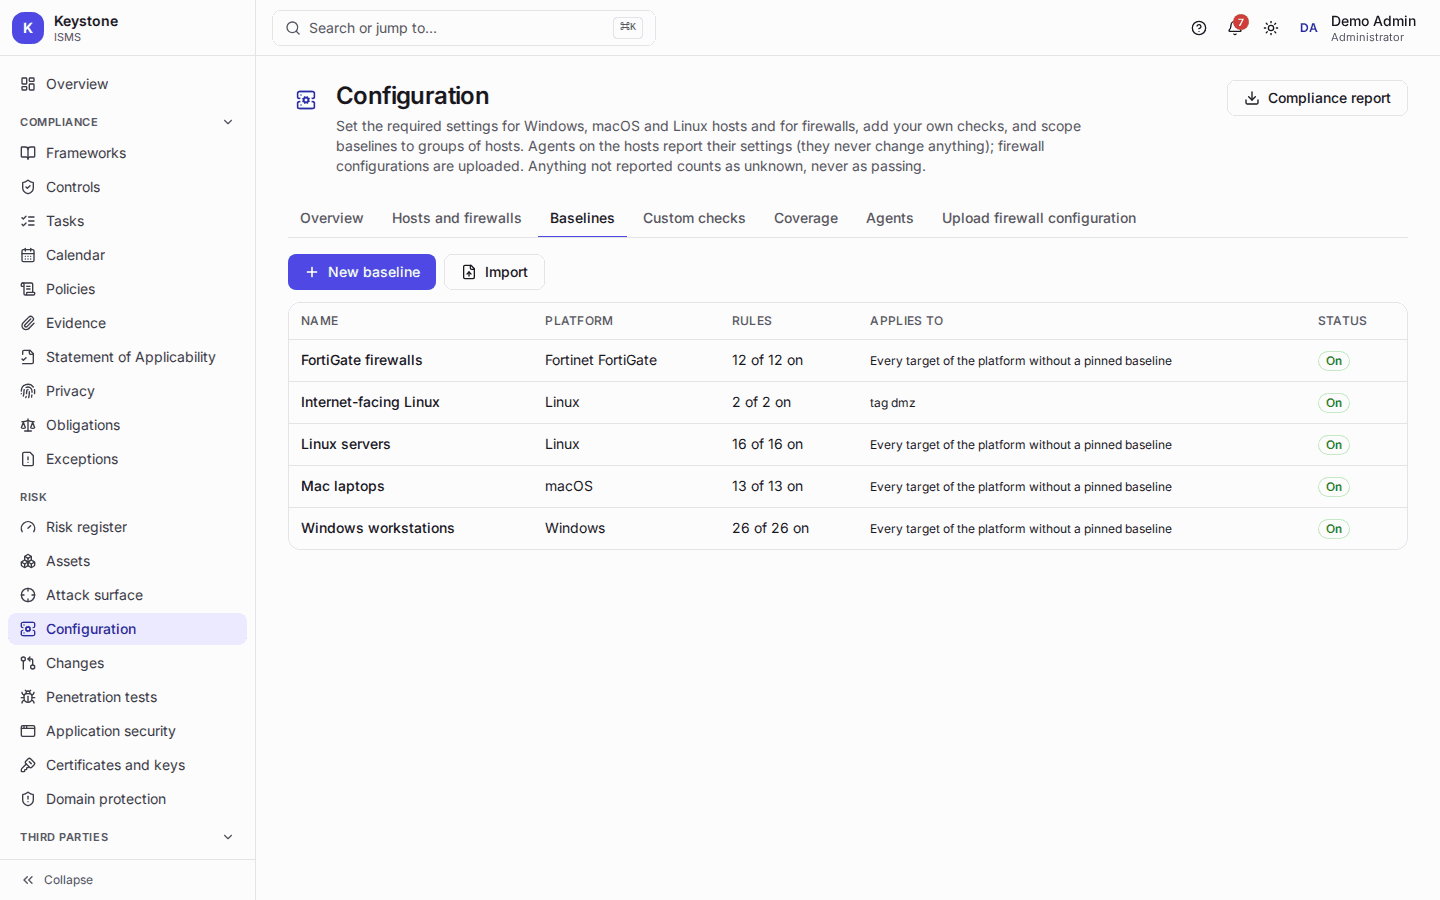 K
Keystone
ISMS
Search or jump to...
⌘K
7
DA
Demo Admin
Administrator
Overview
COMPLIANCE
Frameworks
Controls
Tasks
Calendar
Policies
Evidence
Statement of Applicability
Privacy
Obligations
Exceptions
RISK
Risk register
Assets
Attack surface
Configuration
Changes
Penetration tests
Application security
Certificates and keys
Domain protection
THIRD PARTIES
Collapse
Configuration
Compliance report
Set the required settings for Windows, macOS and Linux hosts and for firewalls, add your own checks, and scope
baselines to groups of hosts. Agents on the hosts report their settings (they never change anything); firewall
configurations are uploaded. Anything not reported counts as unknown, never as passing.
Overview Hosts and firewalls Baselines Custom checks Coverage Agents Upload firewall configuration
New baseline Import
NAME PLATFORM RULES APPLIES TO STATUS
FortiGate firewalls Fortinet FortiGate 12 of 12 on Every target of the platform without a pinned baseline On
Internet-facing Linux Linux 2 of 2 on tag dmz On
Linux servers Linux 16 of 16 on Every target of the platform without a pinned baseline On
Mac laptops macOS 13 of 13 on Every target of the platform without a pinned baseline On
Windows workstations Windows 26 of 26 on Every target of the platform without a pinned baseline On